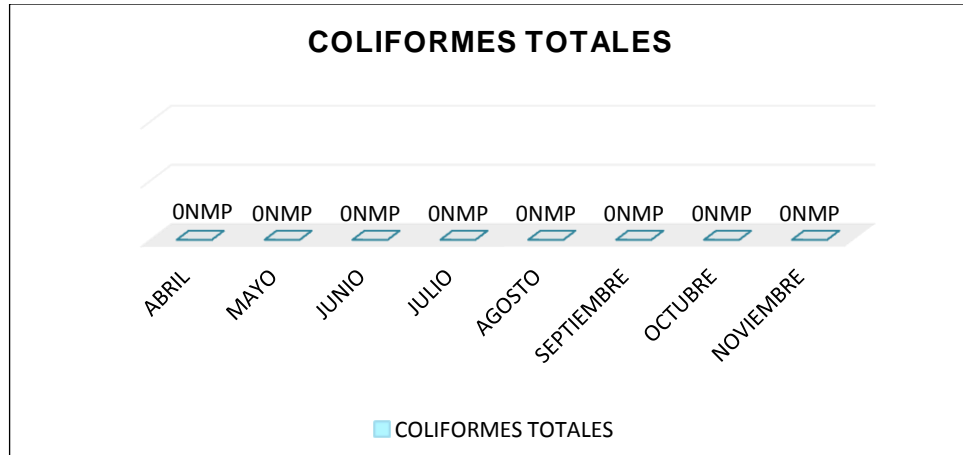 COLIFORMES TOTALES
0NMP 0NMP 0NMP 0NMP 0NMP 0NMP 0NMP 0NMP
ABRIL MAYO JUNIO JULIO AGOSTO SEPTIEMBRE OCTUBRE NOVIEMBRE
COLIFORMES TOTALES